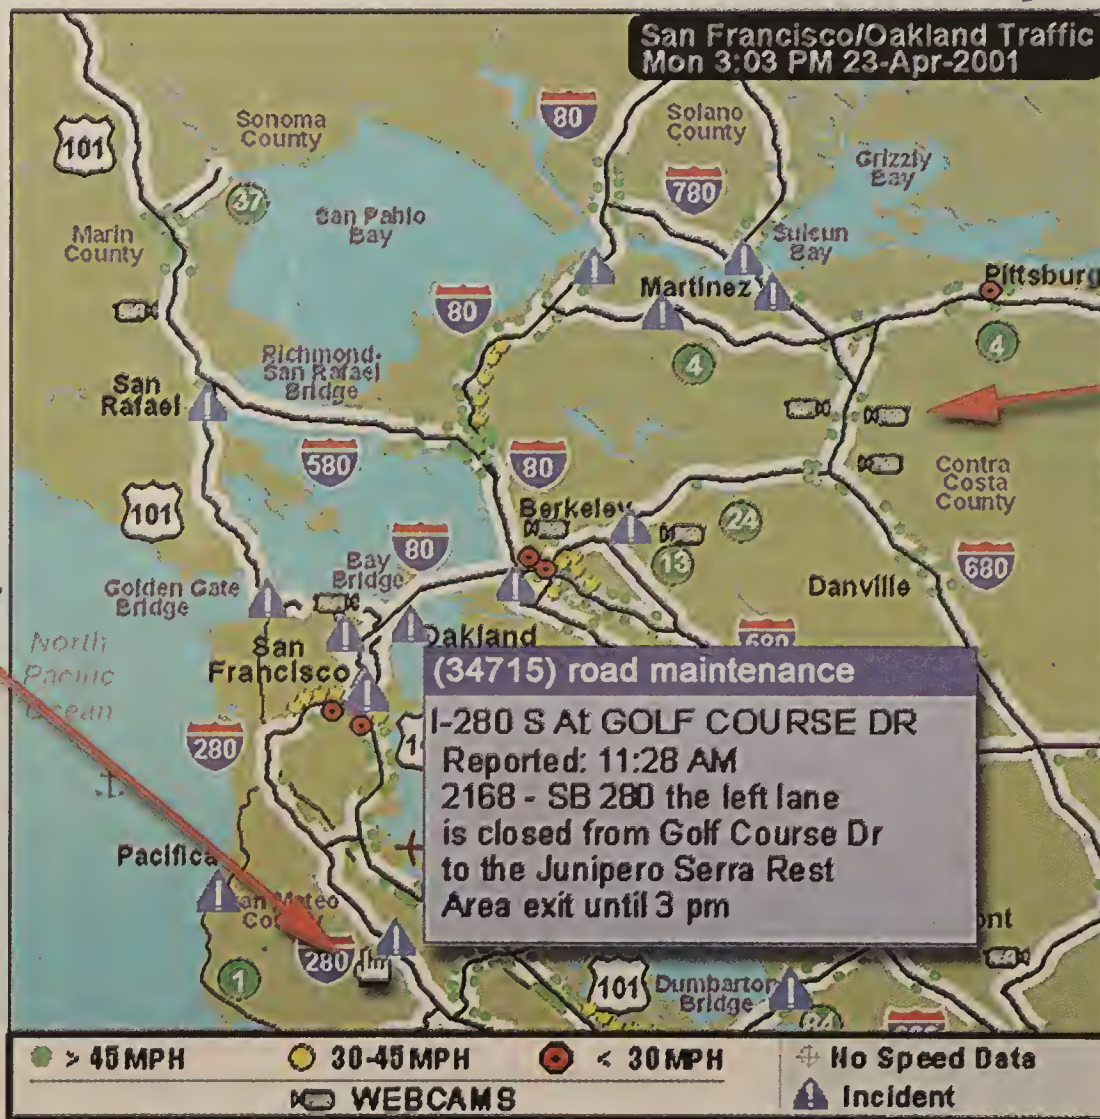 San Francisco/Oakland Traffic
Mon 3:03 PM 23-Apr-2001
101
Sonoma
County
80
Solano
County
780
Grizzly
Bay
37
San Pablo
Bay
Marin
County
Suisun
Bay
Martinez
Pittsburg
80
4
4
Richmond-
San Rafael
Bridge
San
Rafael
580
80
Contra
Costa
County
101
Berkeley
24
80
Bay
Bridge
13
680
Golden Gate
Bridge
Danville
North
Pacific
Ocean
San
Francisco
Oakland
580
280
(34715) road maintenance
I-280 S At GOLF COURSE DR
Reported: 11:28 AM
2168 - SB 280 the left lane
is closed from Golf Course Dr
to the Junipero Serra Rest
Area exit until 3 pm
Pacifica
San Mateo
County
280
1
101
Dumbarton
Bridge
84
ont
> 45 MPH
30-45 MPH
< 30 MPH
No Speed Data
WEBCAMS
Incident